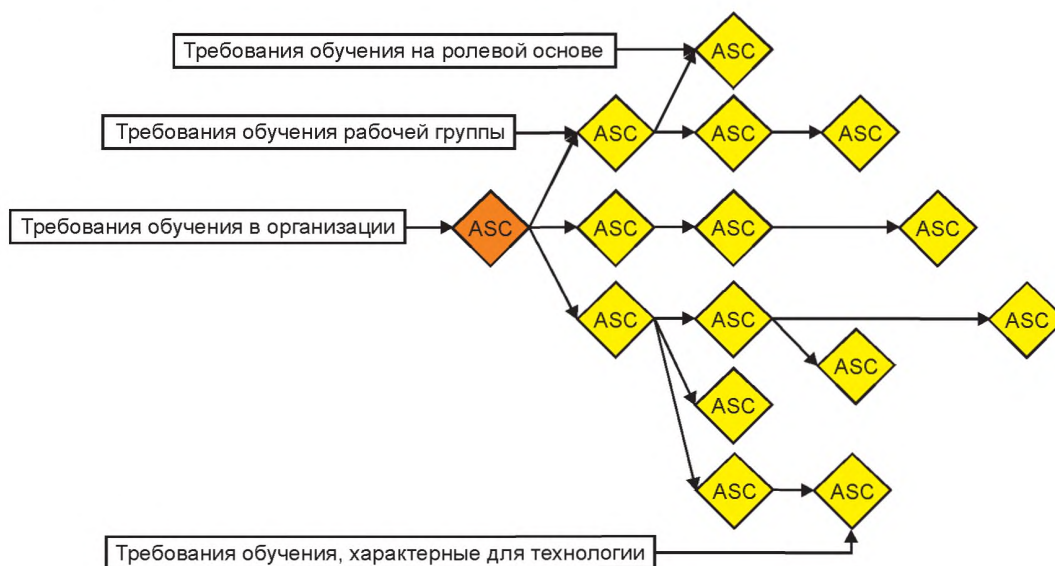 Требования обучения на ролевой основе
ASC
Требования обучения рабочей группы
ASC
ASC
ASC
Требования обучения в организации
ASC
ASC
ASC
ASC
ASC
ASC
ASC
ASC
ASC
ASC
ASC
Требования обучения, характерные для технологии